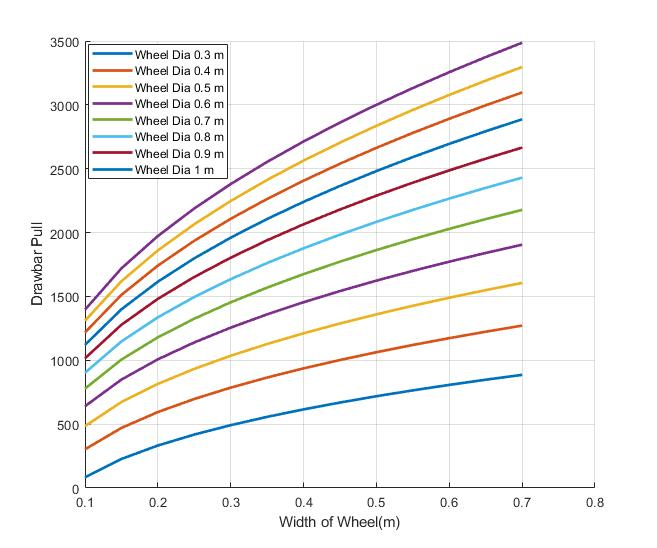 3500
3000
2500
2000
1500
1000
500
0
Wheel Dia 0.3 m
Wheel Dia 0.4 m
Wheel Dia 0.5 m
Wheel Dia 0.6 m
Wheel Dia 0.7 m
Wheel Dia 0.8 m
Wheel Dia 0.9 m
Wheel Dia 1 m
Drawbar Pull
0.1 0.2 0.3 0.4 0.5 0.6 0.7 0.8
Width of Wheel(m)